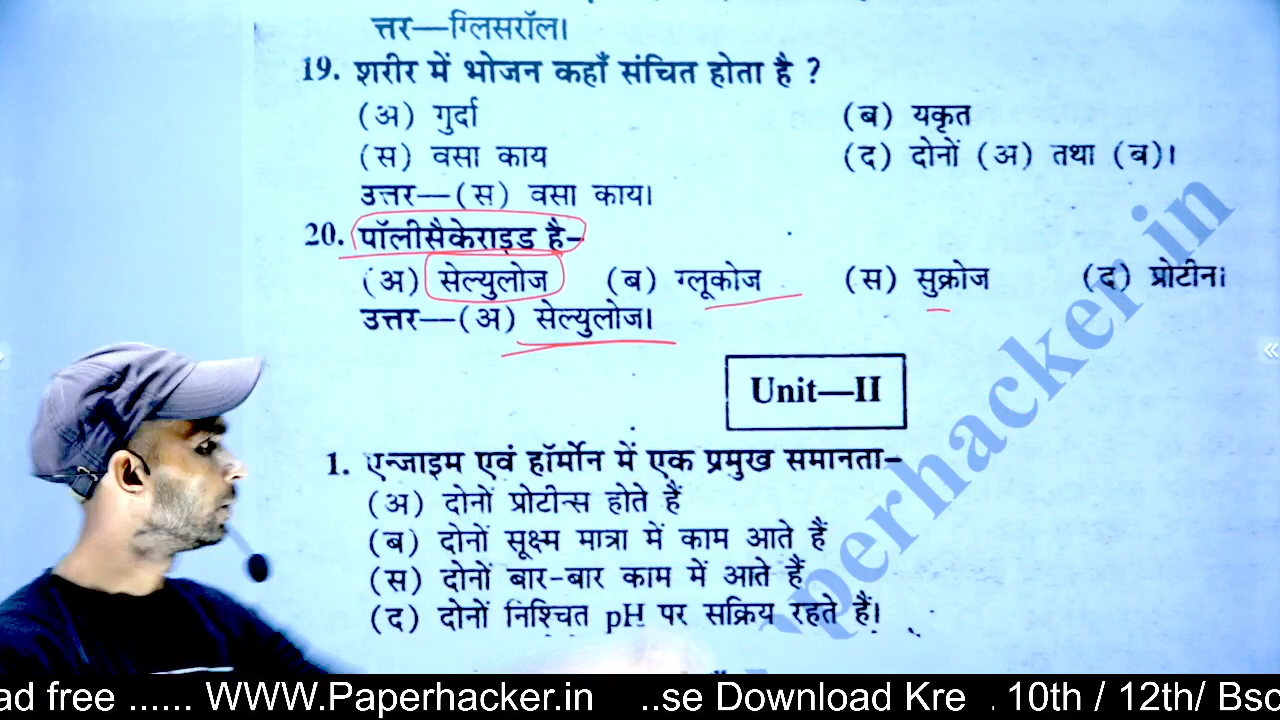 त्तर—ग्लिसरॉल।
19. शरीर में भोजन कहाँ संचित होता है ?
(अ) गुर्दा (ब) यकृत
(स) वसा काय (द) दोनों (अ) तथा (ब)।
उत्तर—(स) वसा काय।
20. पॉलीसैकेराइड है-
(अ) सेल्युलोज (ब) ग्लूकोज (स) सुक्रोज (द) प्रोटीन।
उत्तर—(अ) सेल्युलोज।
Unit—II
1. एन्जाइम एवं हॉर्मोन में एक प्रमुख समानता-
(अ) दोनों प्रोटीन्स होते हैं
(ब) दोनों सूक्ष्म मात्रा में काम आते हैं
(स) दोनों बार-बार काम में आते हैं
(द) दोनों निश्चित pH पर सक्रिय रहते हैं।
perhacker in
ad free ...... WWW.Paperhacker.in ..se Download Kre . 10th / 12th/ Bsc